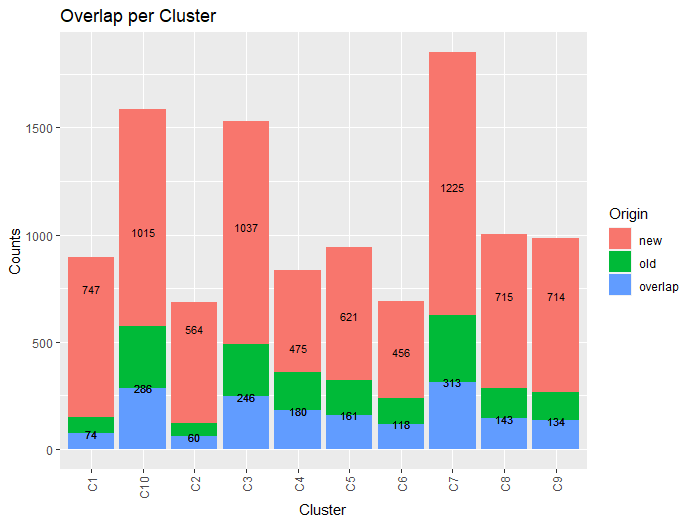 Overlap per Cluster
Counts
1500
1000
500
0
747
74
1015
286
564
60
1037
246
475
180
621
161
456
118
1225
313
715
143
714
134
C1
C10
C2
C3
C4
C5
C6
C7
C8
C9
Cluster
Origin
new
old
overlap